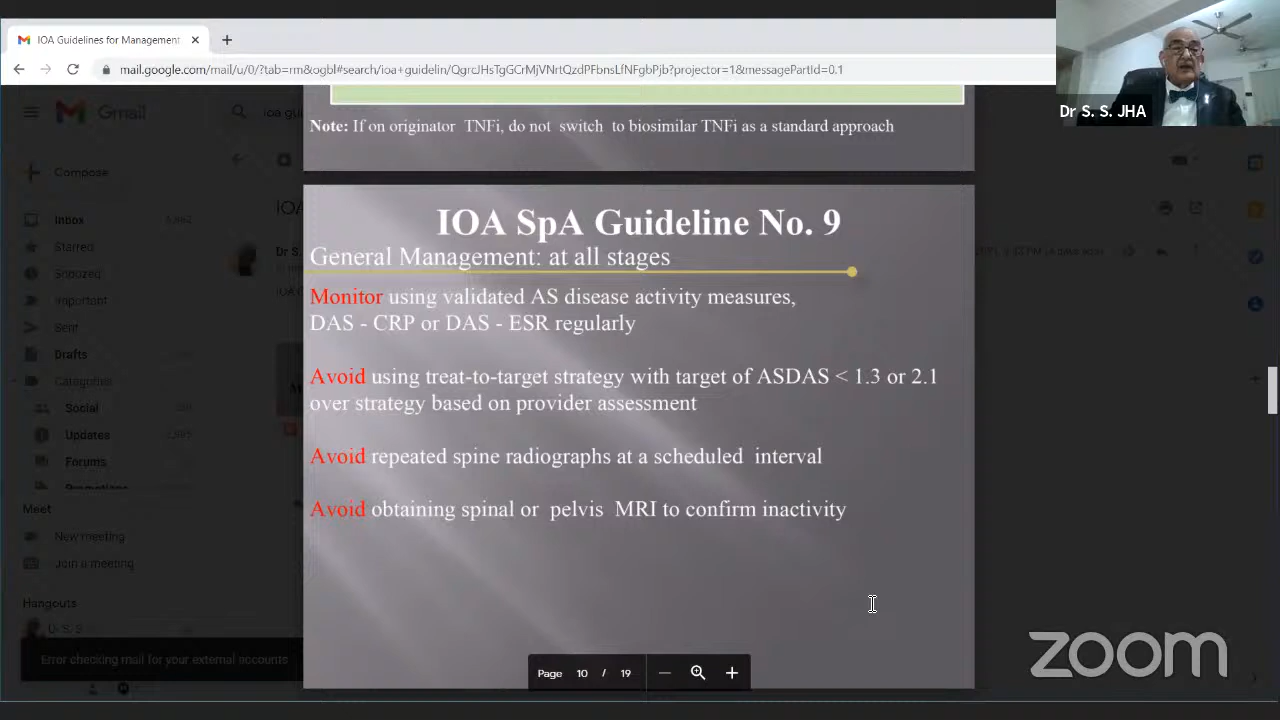 IOA Guidelines for Management
mail.google.com/mail/u/0/?tab=rm&ogbl#search/ioa+guidelin/QgrcJHsTgGCrMjVNrtQzdPFbnsLfNFgbPjb?projector=1&messagePartId=0.1
Dr S. S. JHA
Gmail
Compose
Inbox
Starred
Snoozed
Important
Sent
Drafts
Categories
Social
Updates
Forums
Promotions
Meet
New meeting
Join a meeting
Hangouts
Error checking mail for your external accounts
Note: If on originator TNFi, do not switch to biosimilar TNFi as a standard approach
IOA SpA Guideline No. 9
General Management: at all stages
Monitor using validated AS disease activity measures,
DAS - CRP or DAS - ESR regularly
Avoid using treat-to-target strategy with target of ASDAS < 1.3 or 2.1
over strategy based on provider assessment
Avoid repeated spine radiographs at a scheduled interval
Avoid obtaining spinal or pelvis MRI to confirm inactivity
Page 10 / 19
zoom